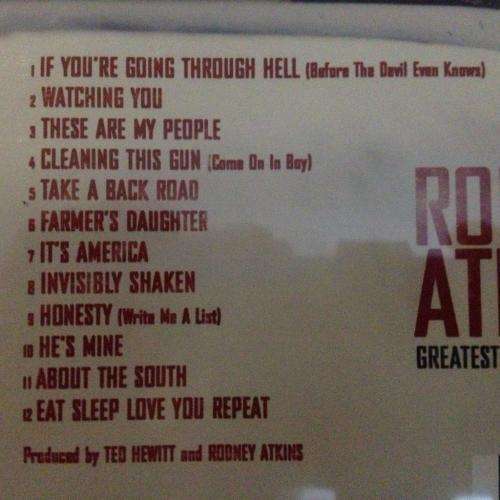 1 IF YOU'RE GOING THROUGH HELL (Before The Devil Even Knows)
2 WATCHING YOU
3 THESE ARE MY PEOPLE
4 CLEANING THIS GUN (Come On In Boy)
5 TAKE A BACK ROAD
6 FARMER'S DAUGHTER
7 IT'S AMERICA
8 INVISIBLY SHAKEN
9 HONESTY (Write Me A List)
10 HE'S MINE
11 ABOUT THE SOUTH
12 EAT SLEEP LOVE YOU REPEAT
Produced by TED HEWITT and RODNEY ATKINS
RO
AT
GREATEST